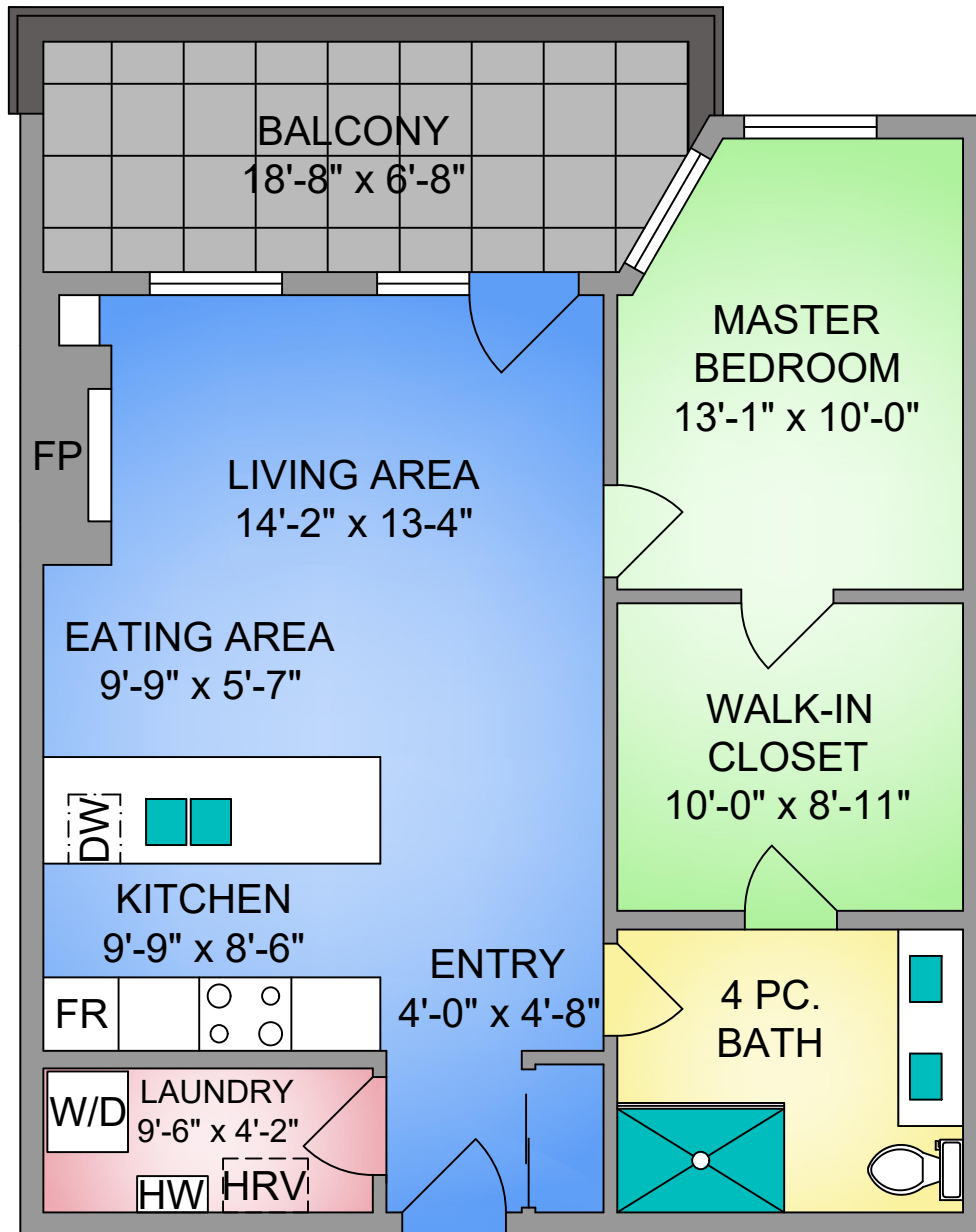 BALCONY
18'-8" x 6'-8"
MASTER
BEDROOM
13'-1" x 10'-0"
FP
LIVING AREA
14'-2" x 13-4"
EATING AREA
9'-9" x 5'-7"
WALK-IN
CLOSET
10'-0" x 8'-11"
DW
KITCHEN
9'-9" x 8'-6"
ENTRY
4'-0" x 4'-8"
4 PC.
BATH
FR
LAUNDRY
9'-6" x 4'-2"
W/D
HW
HRV